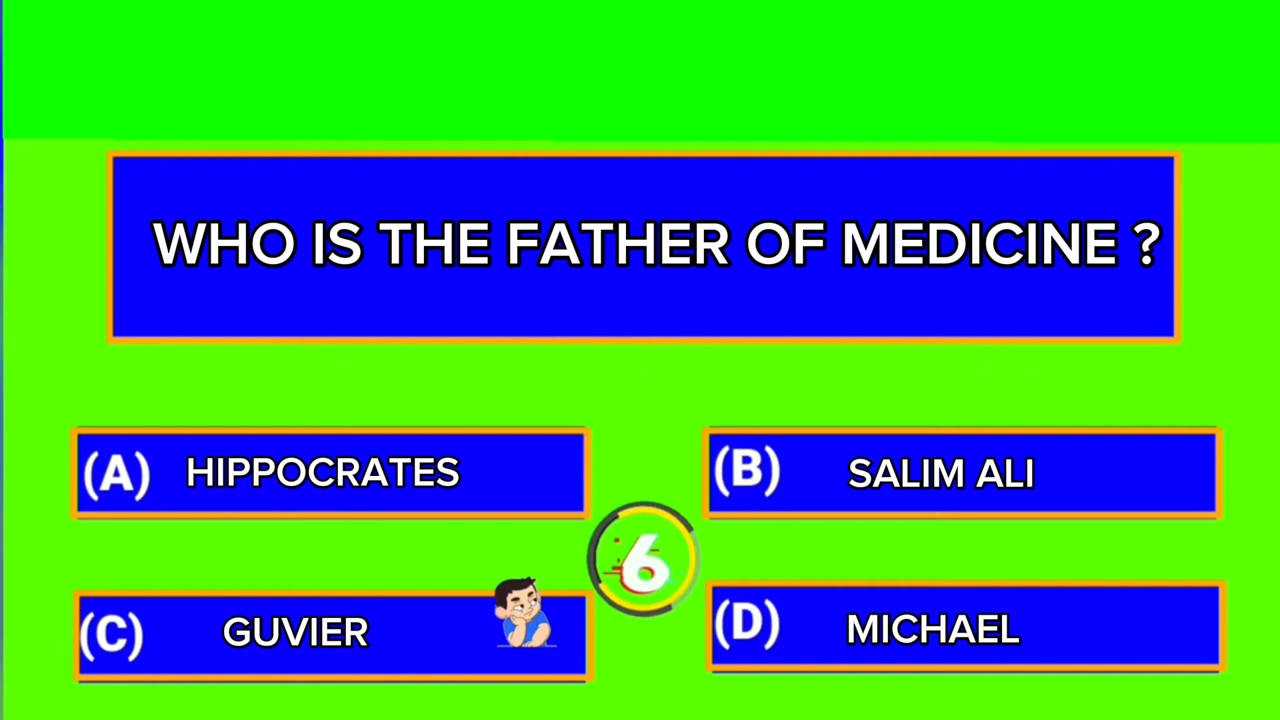 WHO IS THE FATHER OF MEDICINE ?
(A) HIPPOCRATES
(B) SALIM ALI
6
(C) GUVIER
(D) MICHAEL